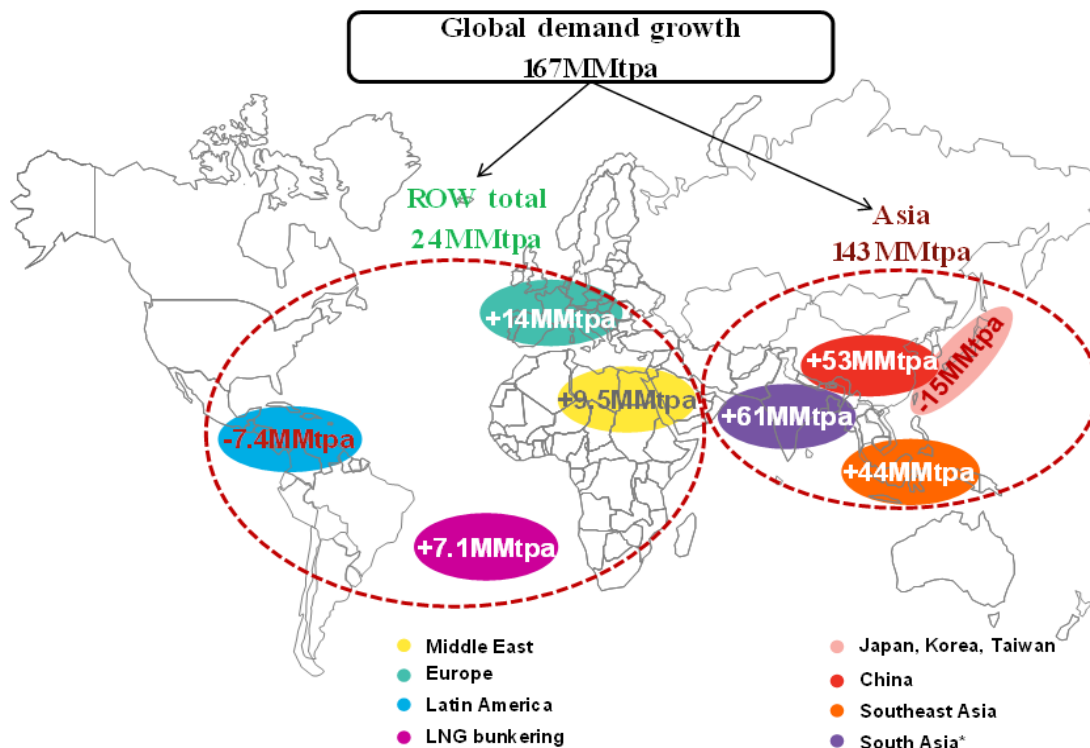 Global demand growth
167MMtpa
ROW total
24MMtpa
Asia
143MMtpa
+14MMtpa
+9.5MMtpa
-7.4MMtpa
+7.1MMtpa
+53MMtpa
-15MMtpa
+61MMtpa
+44MMtpa
Middle East
Europe
Latin America
LNG bunkering
Japan, Korea, Taiwan
China
Southeast Asia
South Asia*